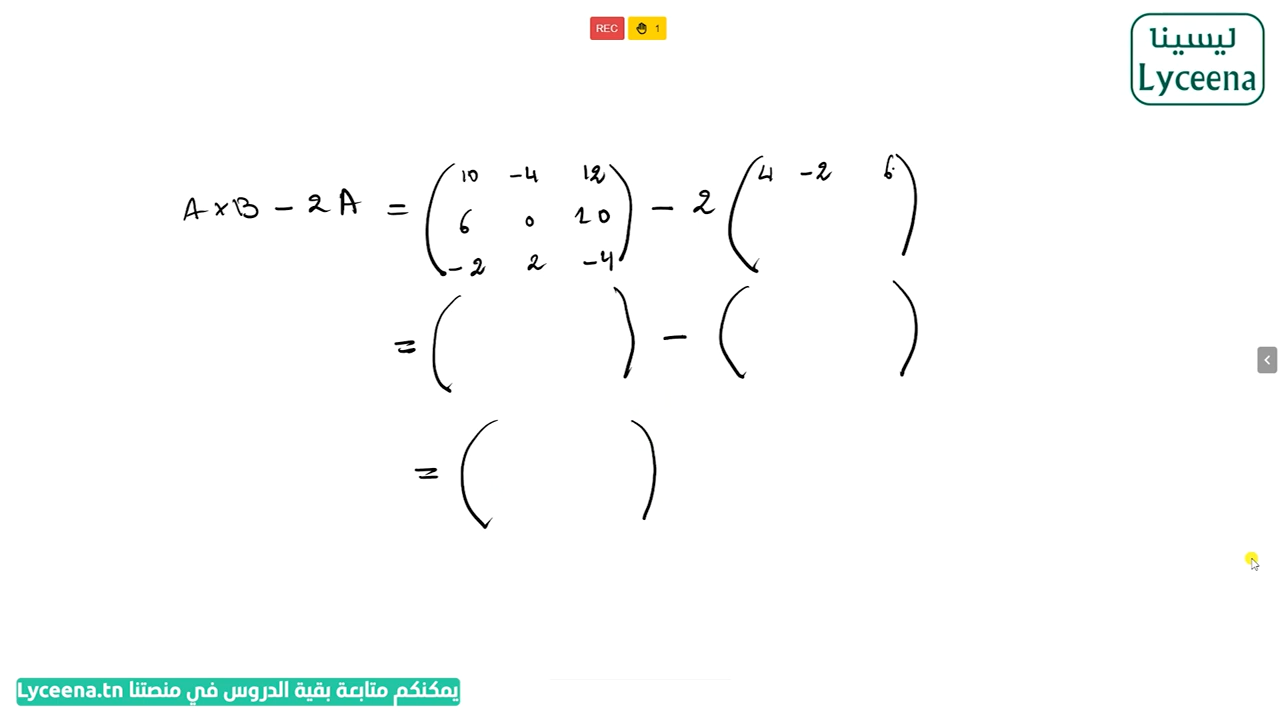 REC 1
ليسينا
Lyceena
A×B - 2A = ( 10 -4 12 ) - 2 ( 4 -2 6 )
6 0 20
-2 2 -4
= ( ) - ( )
= ( )
يمكنكم متابعة بقية الدروس في منصتنا Lyceena.tn